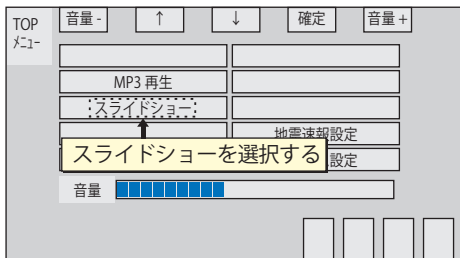 TOP
メニュー
音量 -
↑
↓
確定
音量 +
MP3 再生
スライドショー
地震速報設定
スライドショーを選択する
設定
音量